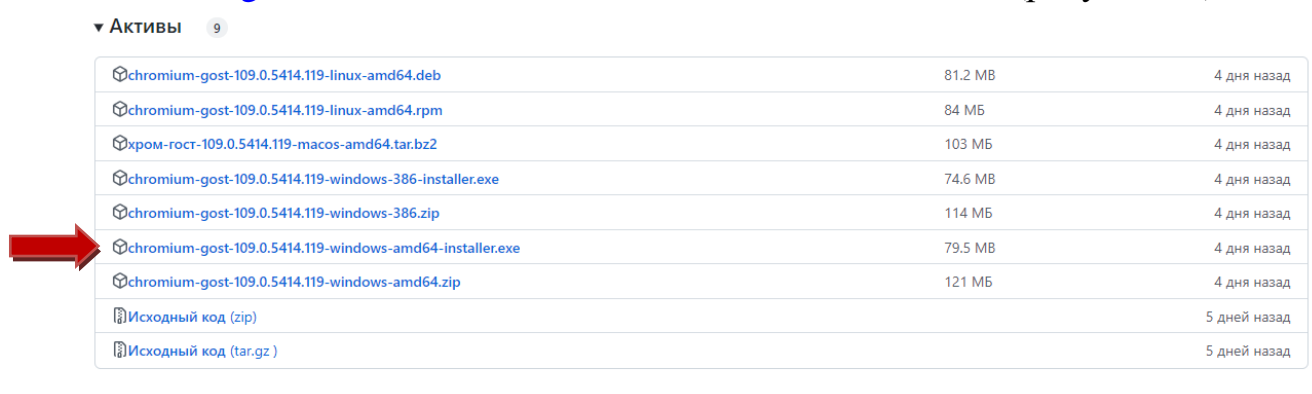 ▾ Активы 9
chromium-gost-109.0.5414.119-linux-amd64.deb 81.2 MB 4 дня назад
chromium-gost-109.0.5414.119-linux-amd64.rpm 84 МБ 4 дня назад
хром-гост-109.0.5414.119-macos-amd64.tar.bz2 103 МБ 4 дня назад
chromium-gost-109.0.5414.119-windows-386-installer.exe 74.6 MB 4 дня назад
chromium-gost-109.0.5414.119-windows-386.zip 114 МБ 4 дня назад
chromium-gost-109.0.5414.119-windows-amd64-installer.exe 79.5 MB 4 дня назад
chromium-gost-109.0.5414.119-windows-amd64.zip 121 МБ 4 дня назад
Исходный код (zip) 5 дней назад
Исходный код (tar.gz ) 5 дней назад